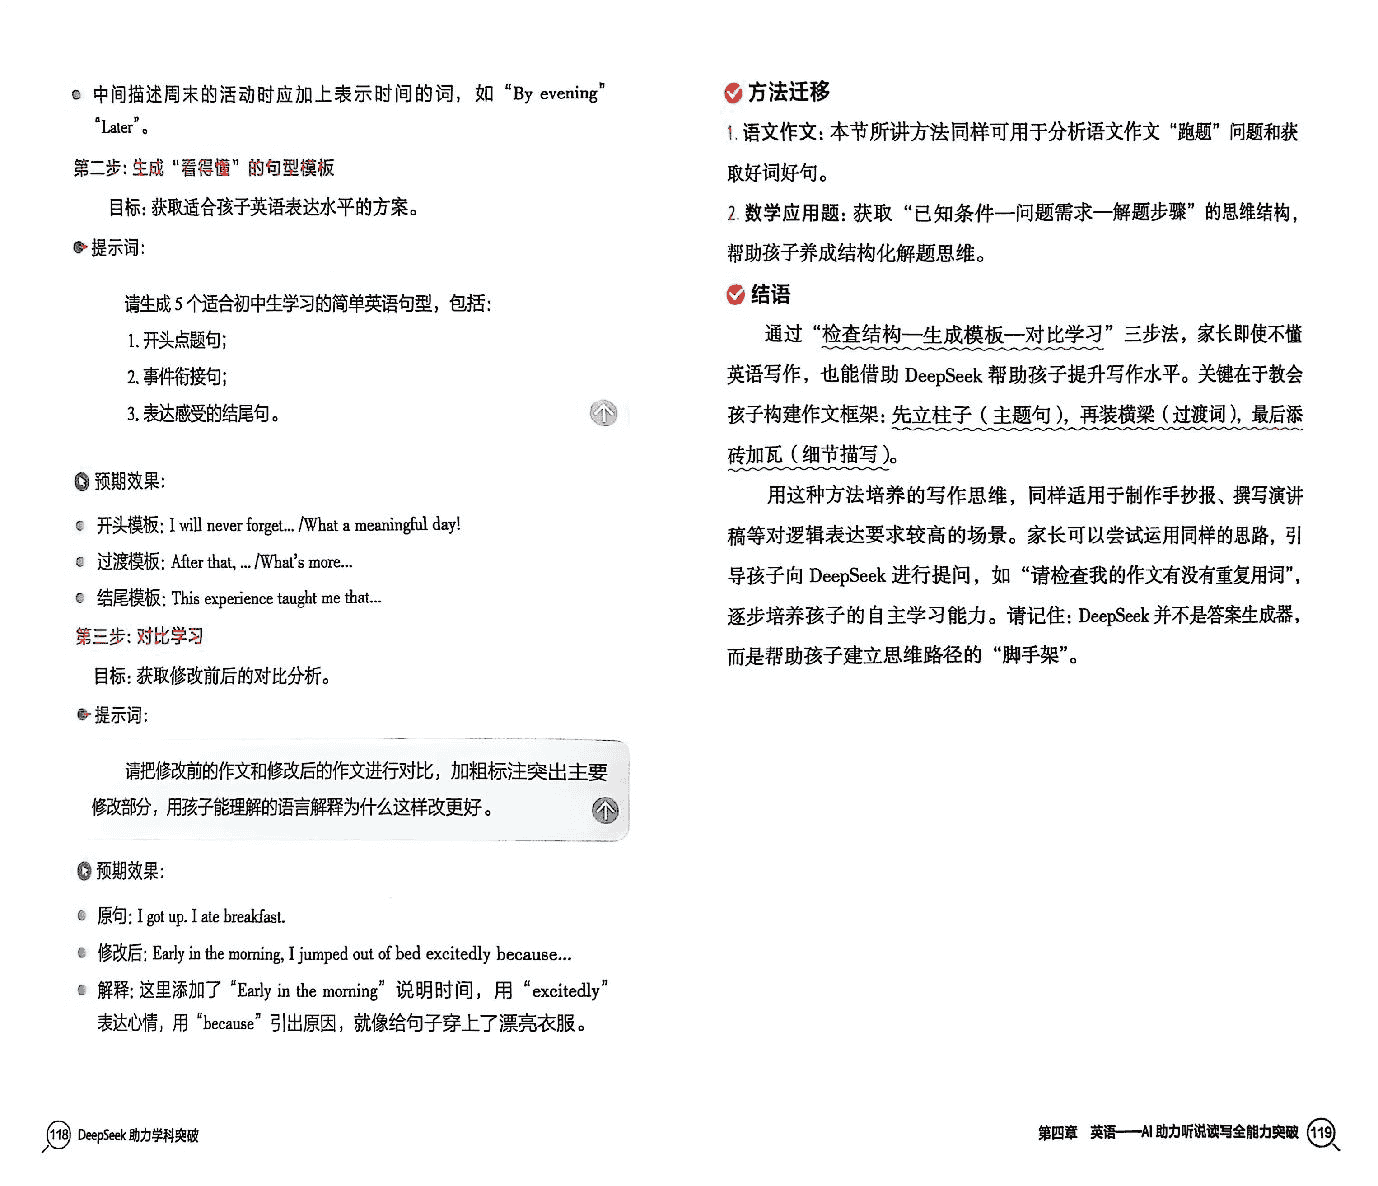 中间描述周末的活动时应加上表示时间的词，如“By evening”
“Later”。
第二步：生成“看得懂”的句型模板
目标：获取适合孩子英语表达水平的方案。
提示词：
请生成 5 个适合初中生学习的简单英语句型，包括：
1. 开头点题句；
2. 事件衔接句；
3. 表达感受的结尾句。
预期效果：
开头模板：I will never forget... /What a meaningful day!
过渡模板：After that, ... /What's more...
结尾模板：This experience taught me that...
第三步：对比学习
目标：获取修改前后的对比分析。
提示词：
请把修改前的作文和修改后的作文进行对比，加粗标注突出主要
修改部分，用孩子能理解的语言解释为什么这样改更好。
预期效果：
原句：I got up. I ate breakfast.
修改后：Early in the morning, I jumped out of bed excitedly because...
解释：这里添加了“Early in the morning”说明时间，用“excitedly”
表达心情，用“because”引出原因，就像给句子穿上了漂亮衣服。
118 DeepSeek 助力学科突破
方法迁移
1. 语文作文：本节所讲方法同样可用于分析语文作文“跑题”问题和获
取好词好句。
2. 数学应用题：获取“已知条件—问题需求—解题步骤”的思维结构，
帮助孩子养成结构化解题思维。
结语
通过“检查结构—生成模板—对比学习”三步法，家长即使不懂
英语写作，也能借助 DeepSeek 帮助孩子提升写作水平。关键在于教会
孩子构建作文框架：先立柱子（主题句），再装横梁（过渡词），最后添
砖加瓦（细节描写）。
用这种方法培养的写作思维，同样适用于制作手抄报、撰写演讲
稿等对逻辑表达要求较高的场景。家长可以尝试运用同样的思路，引
导孩子向 DeepSeek 进行提问，如“请检查我的作文有没有重复用词”，
逐步培养孩子的自主学习能力。请记住：DeepSeek 并不是答案生成器，
而是帮助孩子建立思维路径的“脚手架”。
第四章 英语——AI 助力听说读写全能力突破 119